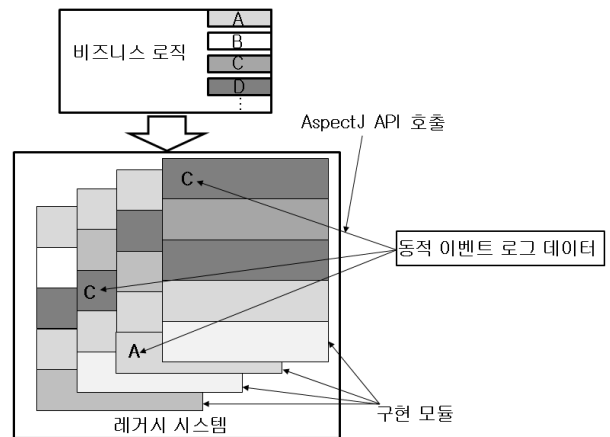 비즈니스 로직
A
B
C
D
⋮
AspectJ API 호출
C
동적 이벤트 로그 데이터
C
A
구현 모듈
레거시 시스템